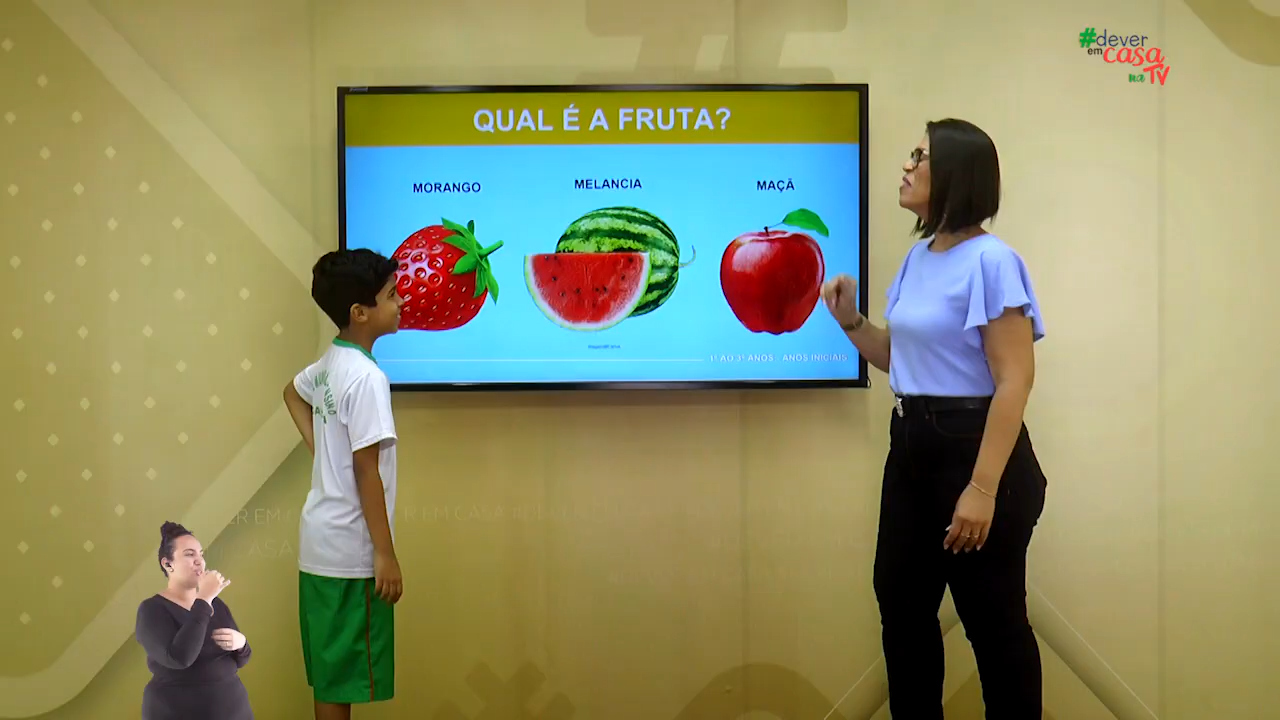 #dever
em casa
na TV
QUAL É A FRUTA?
MORANGO
MELANCIA
MAÇÃ
1º AO 3º ANOS - ANOS INICIAIS